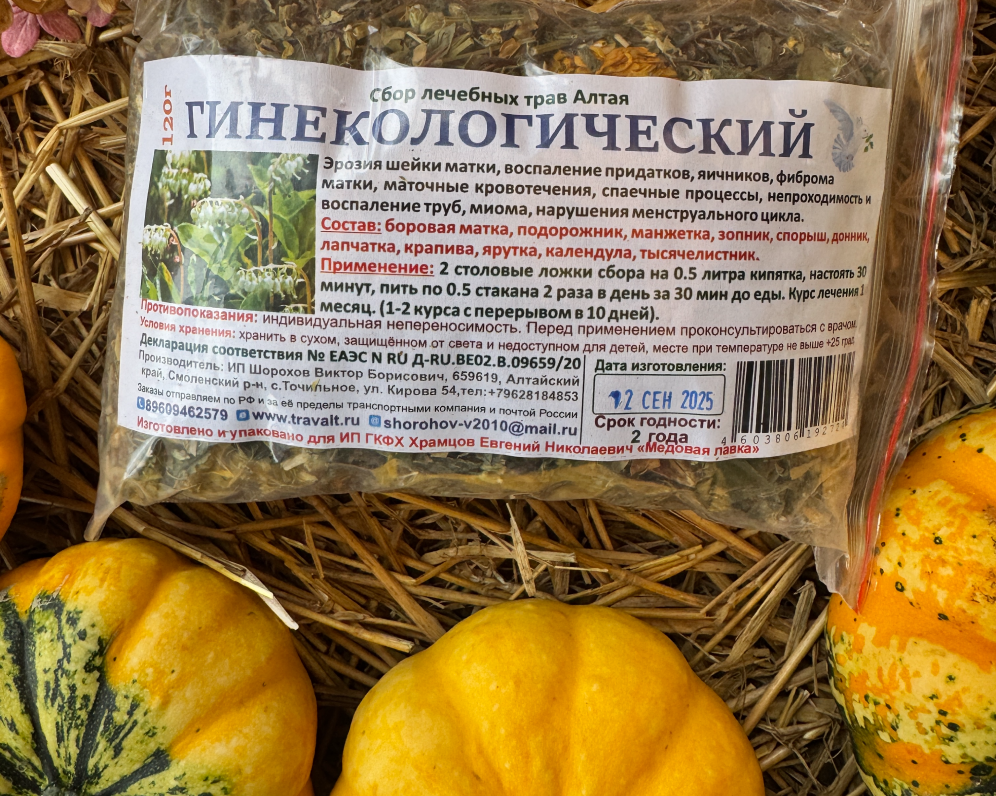 Сбор лечебных трав Алтая
120г
ГИНЕКОЛОГИЧЕСКИЙ
Эрозия шейки матки, воспаление придатков, яичников, фиброма
матки, маточные кровотечения, спаечные процессы, непроходимость и
воспаление труб, миома, нарушения менструального цикла.
Состав: боровая матка, подорожник, манжетка, зопник, спорыш, донник,
лапчатка, крапива, ярутка, календула, тысячелистник.
Применение: 2 столовые ложки сбора на 0.5 литра кипятка, настоять 30
минут, пить по 0.5 стакана 2 раза в день за 30 мин до еды. Курс лечения 1
месяц. (1-2 курса с перерывом в 10 дней).
Противопоказания: индивидуальная непереносимость. Перед применением проконсультироваться с врачом.
Условия хранения: хранить в сухом, защищённом от света и недоступном для детей, месте при температуре не выше +25 град.
Декларация соответствия № ЕАЭС N RU Д-RU.BE02.B.09659/20
Производитель: ИП Шорохов Виктор Борисович, 659619, Алтайский
край, Смоленский р-н, с.Точильное, ул. Кирова 54,тел:+79628184853
Заказы отправляем по РФ и за её пределы транспортными компания и почтой России
89609462579 www.travalt.ru shorohov-v2010@mail.ru
Дата изготовления:
2 СЕН 2025
Срок годности:
2 года
4 603806 19271
Изготовлено и упаковано для ИП ГКФХ Храмцов Евгений Николаевич «Медовая лавка»